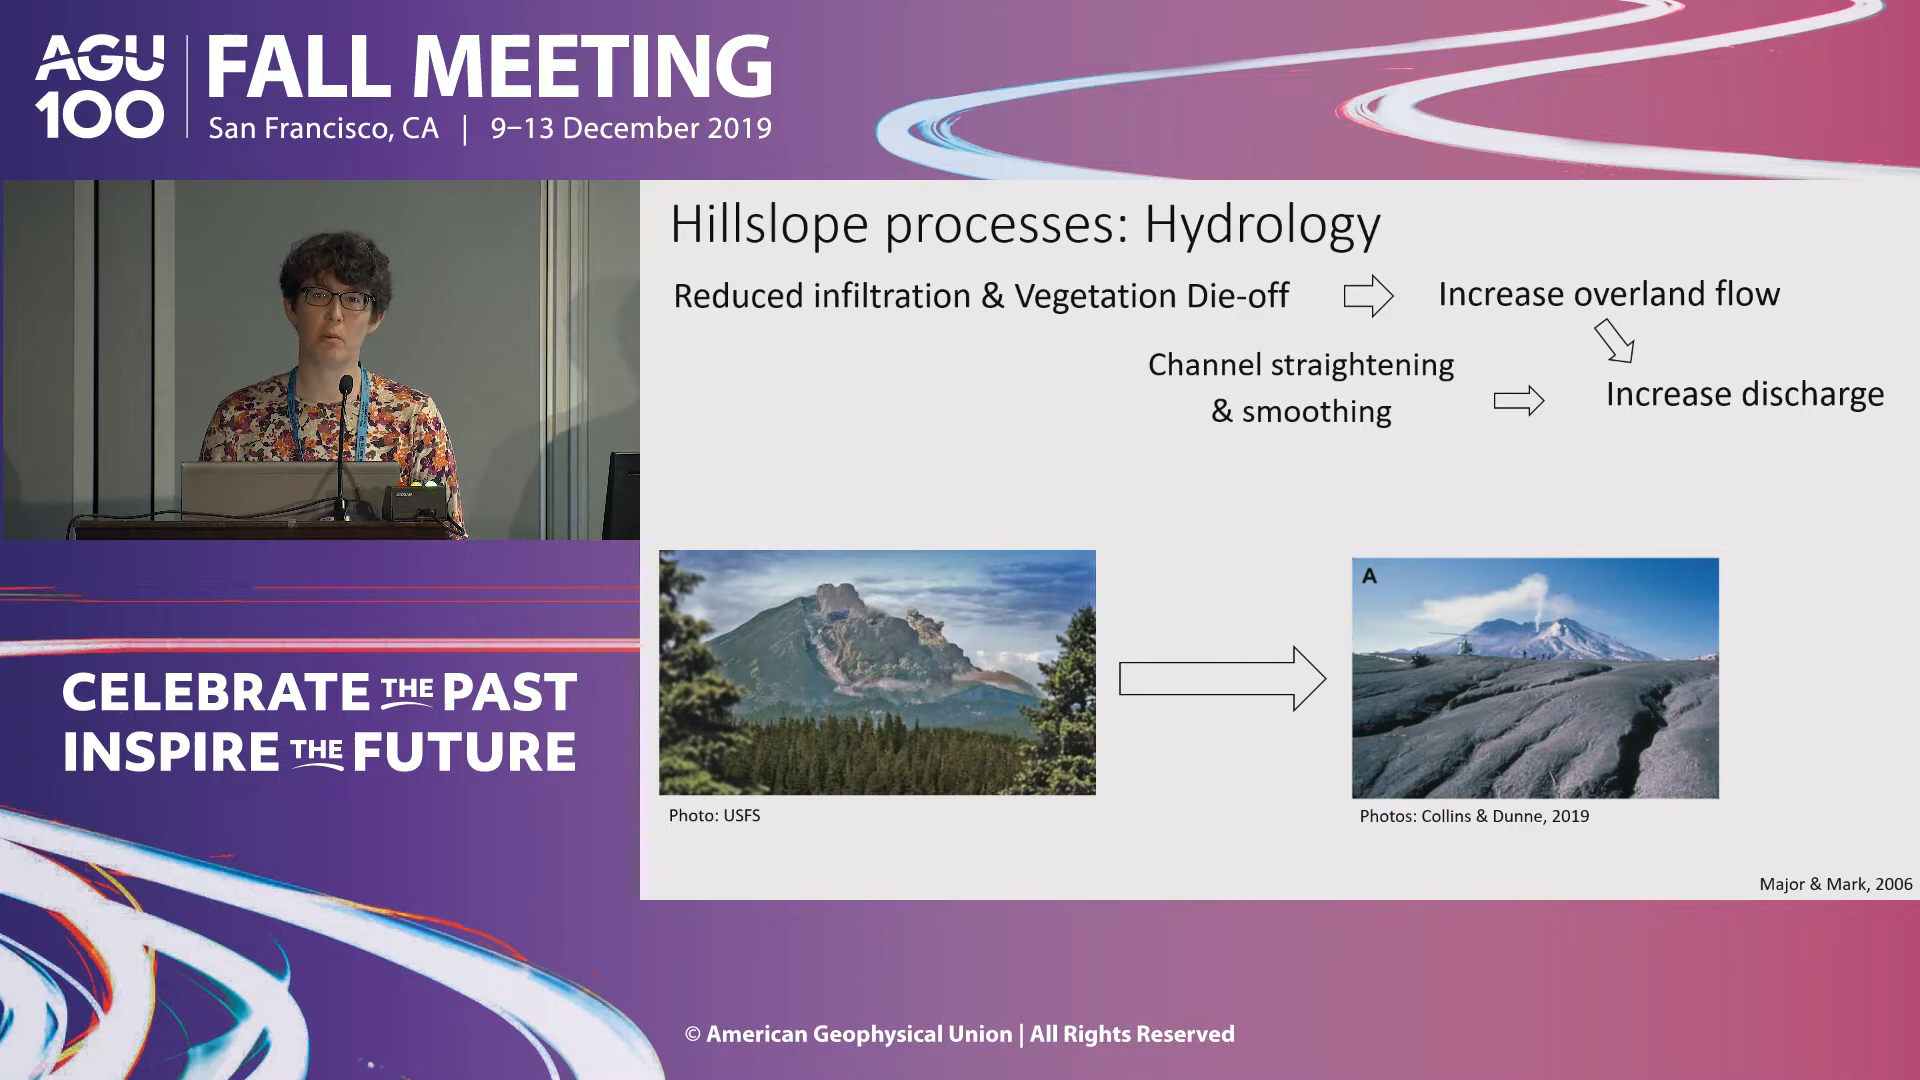 AGU
100
FALL MEETING
San Francisco, CA | 9–13 December 2019
Hillslope processes: Hydrology
Reduced infiltration & Vegetation Die-off
Increase overland flow
Channel straightening
& smoothing
Increase discharge
A
Photo: USFS
Photos: Collins & Dunne, 2019
Major & Mark, 2006
CELEBRATE THE PAST
INSPIRE THE FUTURE
© American Geophysical Union | All Rights Reserved